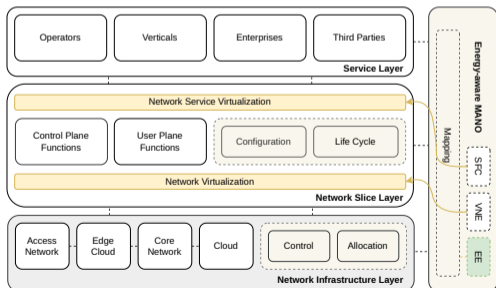 Operators
Verticals
Enterprises
Third Parties
Service Layer
Network Service Virtualization
Control Plane
Functions
User Plane
Functions
Configuration
Life Cycle
Network Virtualization
Network Slice Layer
Access
Network
Edge
Cloud
Core
Network
Cloud
Control
Allocation
Network Infrastructure Layer
Mapping
Energy-aware MANO
SFC
VNE
EE